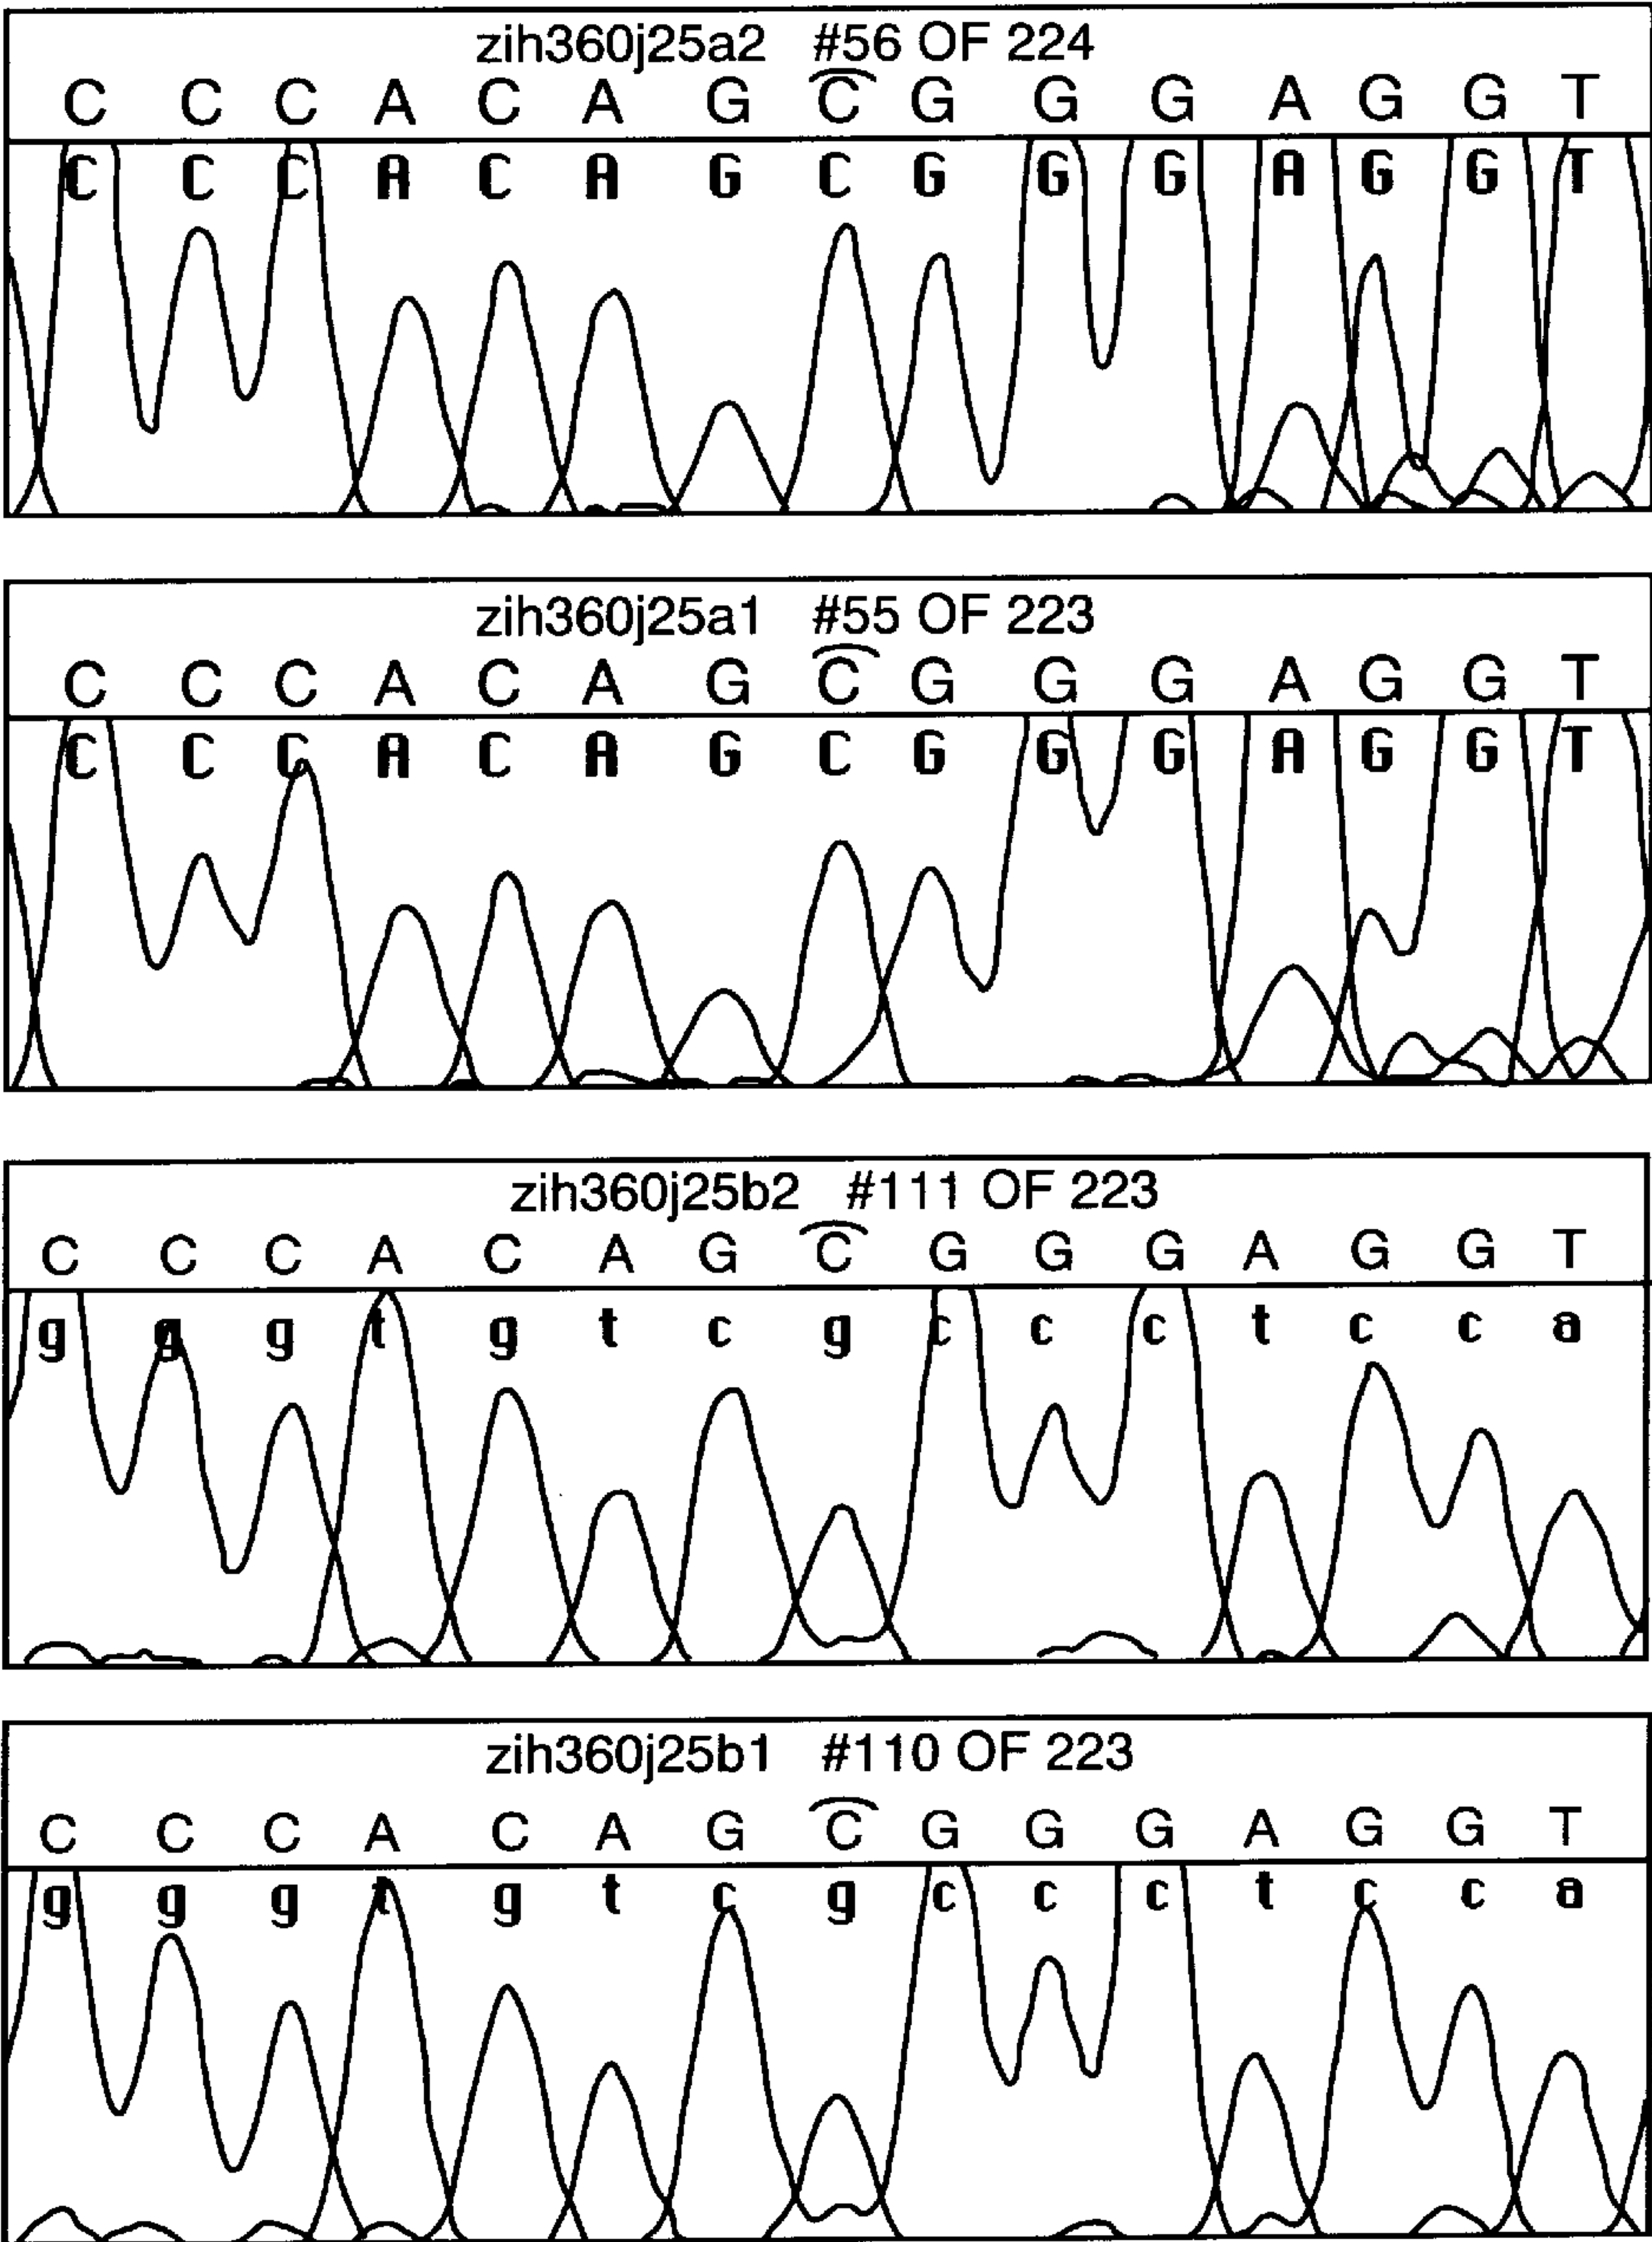 zih360j25a2 #56 OF 224
C C C A C A G C G G G A G G T
C C C A C A G C G G G A G G T
zih360j25a1 #55 OF 223
C C C A C A G C G G G A G G T
C C C A C A G C G G G A G G T
zih360j25b2 #111 OF 223
C C C A C A G C G G G A G G T
g g g t g t c g c c c t c c a
zih360j25b1 #110 OF 223
C C C A C A G C G G G A G G T
g g g t g t c g c c c t c c a